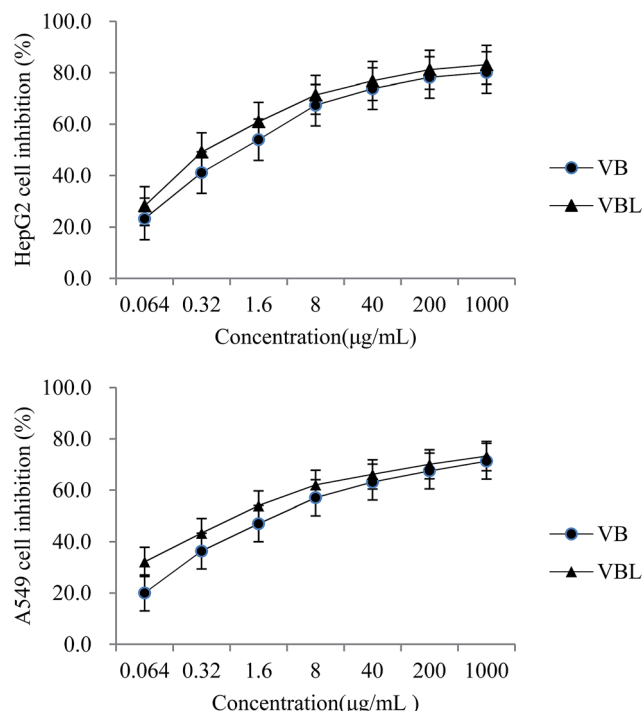 100.0
80.0
60.0
40.0
20.0
0.0
HepG2 cell inhibition (%)
0.064 0.32 1.6 8 40 200 1000
Concentration(μg/mL)
VB
VBL
100.0
80.0
60.0
40.0
20.0
0.0
A549 cell inhibition (%)
0.064 0.32 1.6 8 40 200 1000
Concentration(μg/mL )
VB
VBL